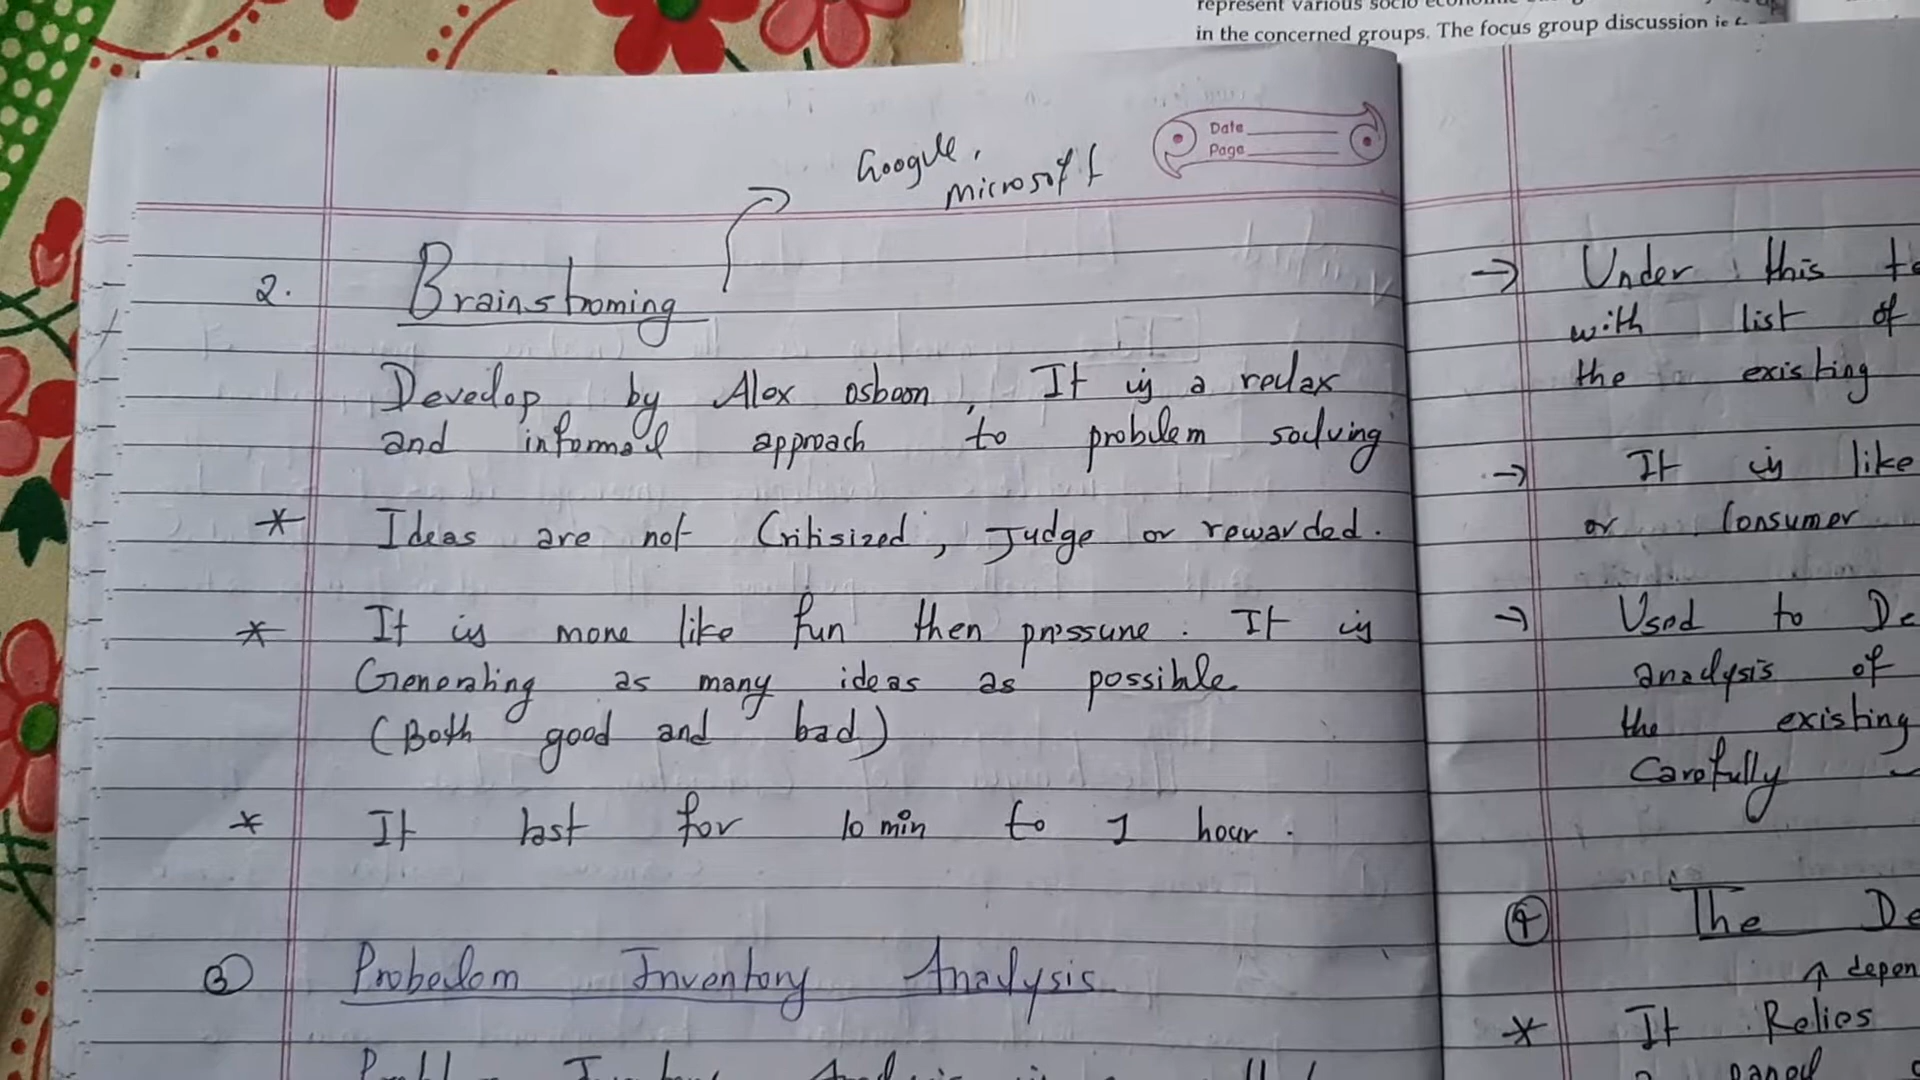 represent various socio
in the concerned groups. The focus group discussion is
Date
Page
Google,
microsoft
2. Brainstroming
Develop by Alex osboon, It is a relax
and informal approach to problem solving
* Ideas are not Critisized, Judge or rewarded.
* It is more like fun then pressure. It is
Generating as many ideas as possible
(Both good and bad)
* It last for 10 min to 1 hour.
③ Probelom Inventory Analysis
→ Under this
with list of
the existing
→ It is like
or Consumer
→ Used to De
analysis of
the existing
Carefully
④ The De
depen
* It Relies
panel